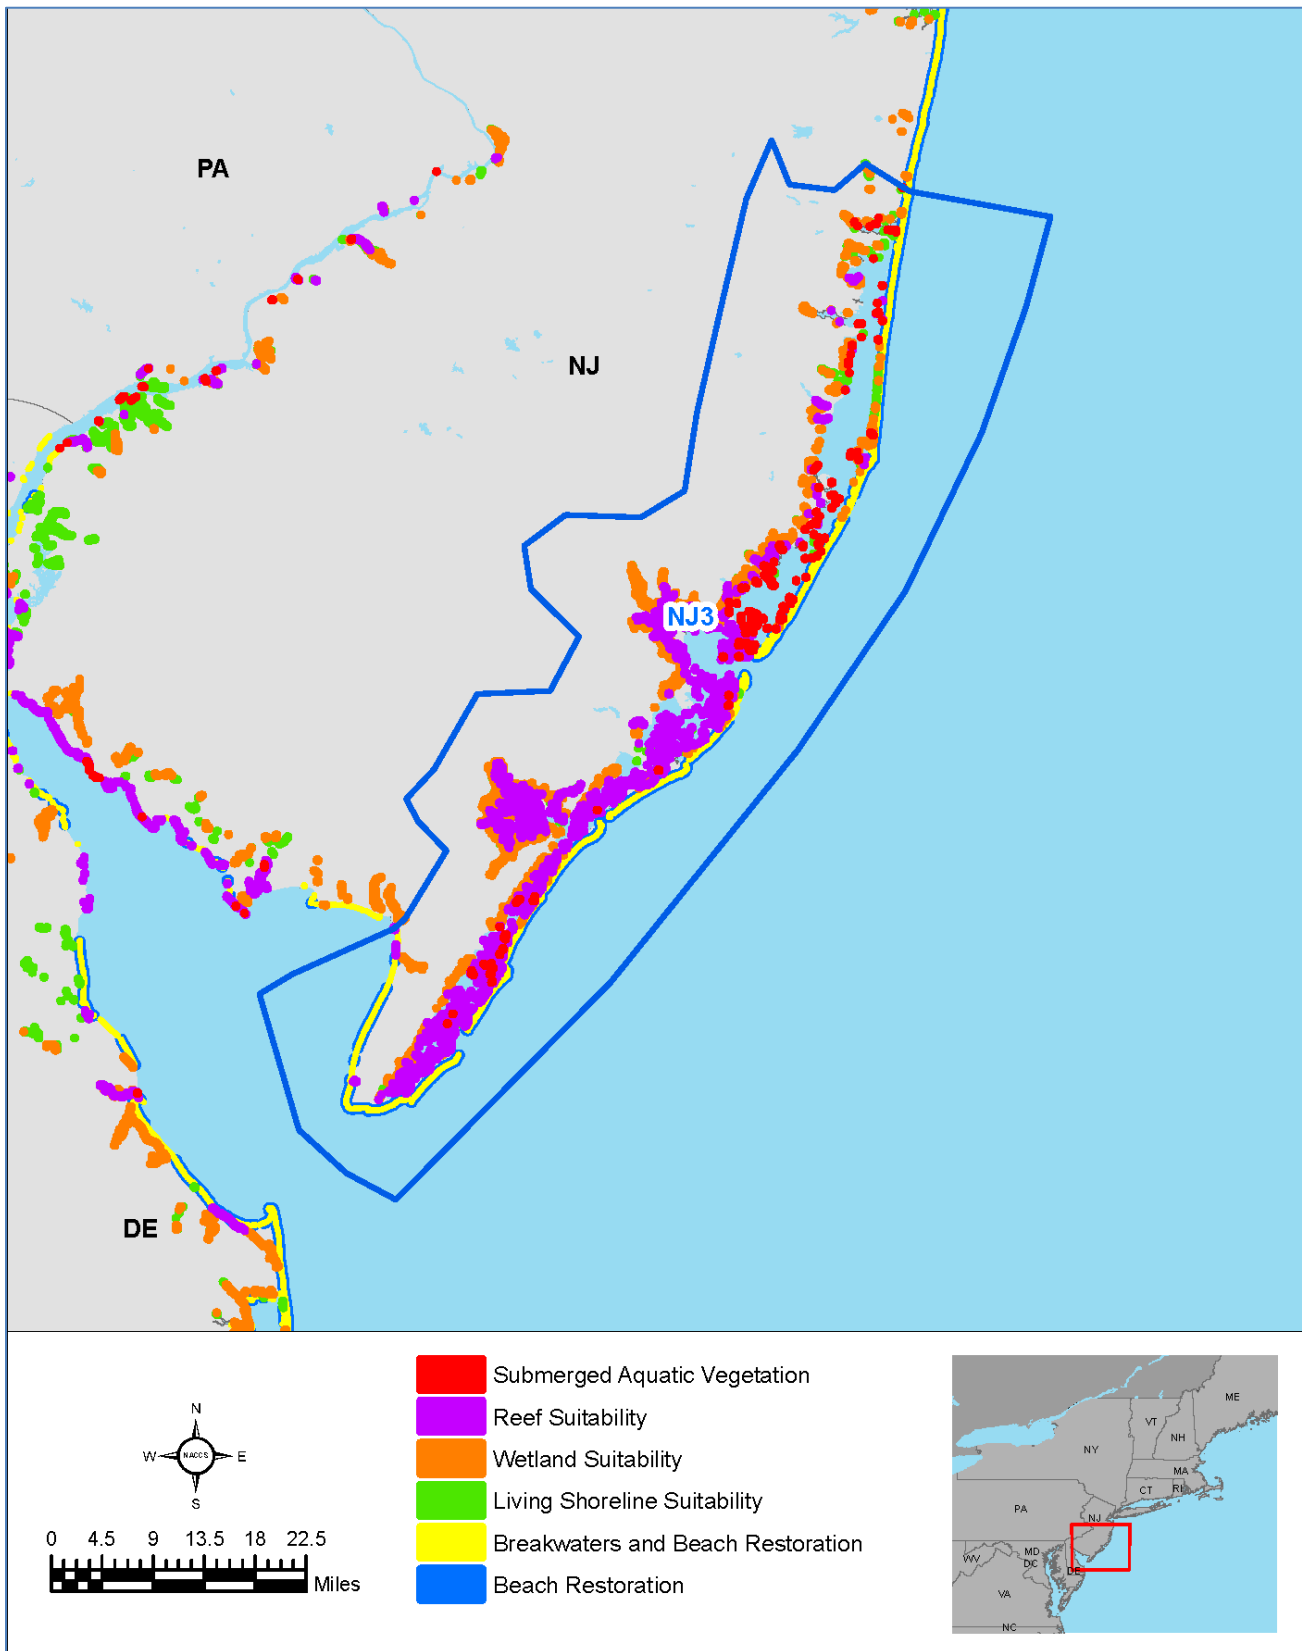 PA
NJ
NJ3
DE
N
W NACCS E
S
0 4.5 9 13.5 18 22.5
Miles
Submerged Aquatic Vegetation
Reef Suitability
Wetland Suitability
Living Shoreline Suitability
Breakwaters and Beach Restoration
Beach Restoration
ME
VT
NH
NY
MA
CT
RI
PA
NJ
MD
DC
WV
DE
VA
NC